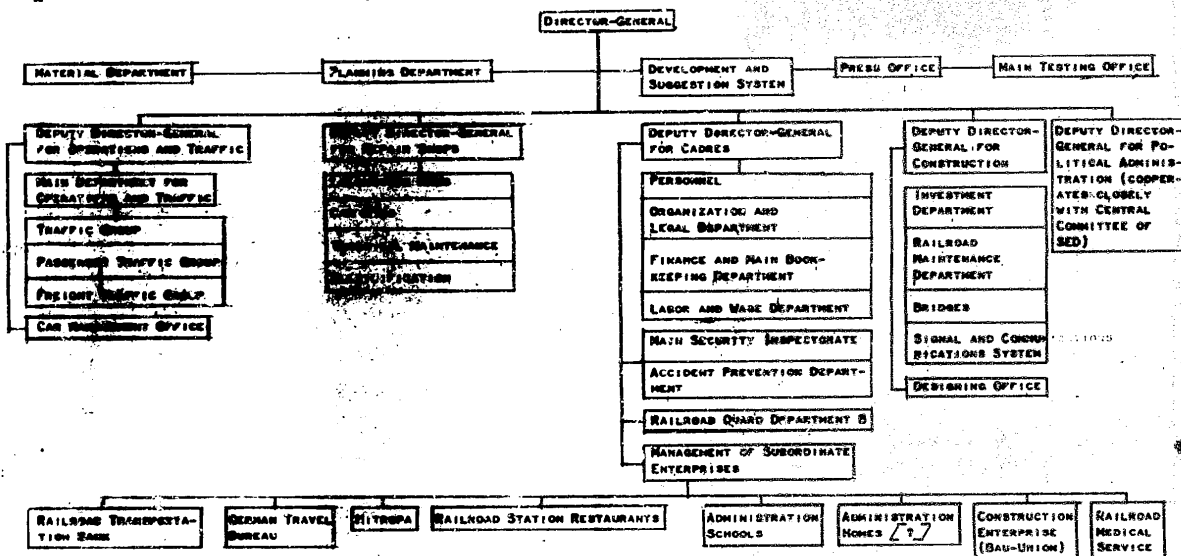 DIRECTOR-GENERAL
MATERIAL DEPARTMENT
PLANNING DEPARTMENT
DEVELOPMENT AND
SUGGESTION SYSTEM
PRESS OFFICE
MAIN TESTING OFFICE
DEPUTY DIRECTOR-GENERAL
FOR OPERATIONS AND TRAFFIC
MAIN DEPARTMENT FOR
OPERATIONS AND TRAFFIC
TRAFFIC GROUP
PASSENGER TRAFFIC GROUP
FREIGHT TRAFFIC GROUP
CAR MANAGEMENT OFFICE
DEPUTY DIRECTOR-GENERAL
FOR REPAIR SHOPS
MAINTENANCE
DEPUTY DIRECTOR-GENERAL
FOR CADRES
PERSONNEL
ORGANIZATION AND
LEGAL DEPARTMENT
FINANCE AND MAIN BOOK-
KEEPING DEPARTMENT
LABOR AND WAGE DEPARTMENT
MAIN SECURITY INSPECTORATE
ACCIDENT PREVENTION DEPART-
MENT
RAILROAD GUARD DEPARTMENT B
MANAGEMENT OF SUBORDINATE
ENTERPRISES
DEPUTY DIRECTOR-
GENERAL FOR
CONSTRUCTION
INVESTMENT
DEPARTMENT
RAILROAD
MAINTENANCE
DEPARTMENT
BRIDGES
SIGNAL AND COMMU-
NICATIONS SYSTEM
DESIGNING OFFICE
DEPUTY DIRECTOR-
GENERAL FOR PO-
LITICAL ADMINIS-
TRATION (COOPER-
ATES CLOSELY
WITH CENTRAL
COMMITTEE OF
SED)
RAILROAD TRANSPORTA-
TION BANK
GERMAN TRAVEL
BUREAU
MITROPA
RAILROAD STATION RESTAURANTS
ADMINISTRATION
SCHOOLS
ADMINISTRATION
HOMES [?]
CONSTRUCTION
ENTERPRISE
(BAU-UNION)
RAILROAD
MEDICAL
SERVICE